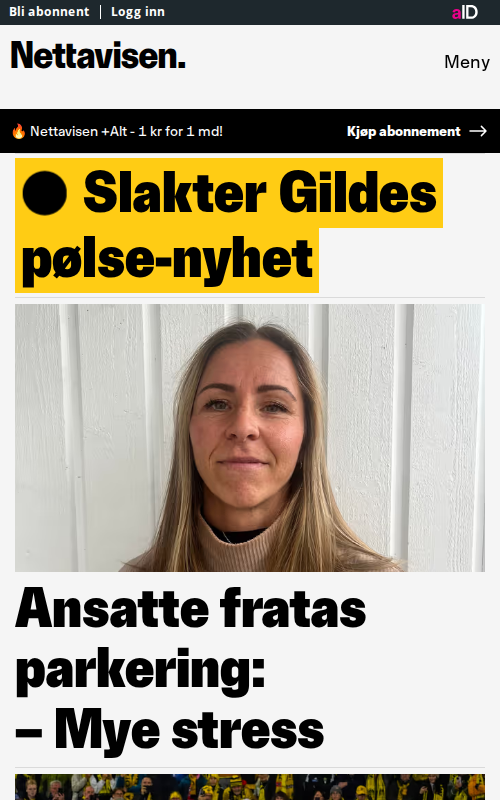 Bli abonnent | Logg inn
aID
Nettavisen.
Meny
🔥 Nettavisen +Alt - 1 kr for 1 md!
Kjøp abonnement →
Slakter Gildes
pølse-nyhet
Ansatte fratas
parkering:
– Mye stress